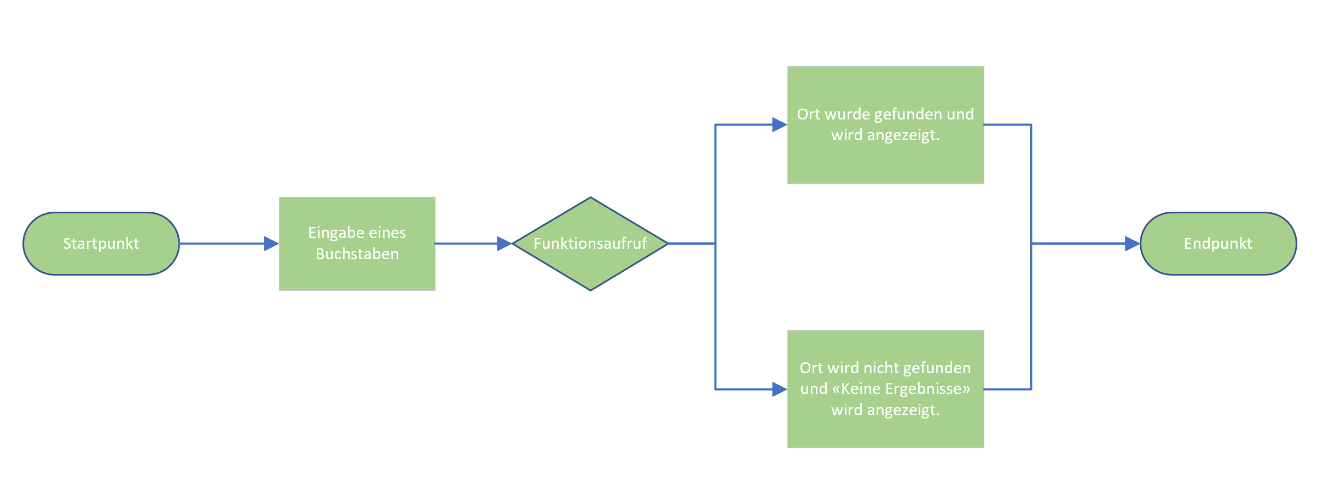 Startpunkt
Eingabe eines
Buchstaben
Funktionsaufruf
Ort wurde gefunden und
wird angezeigt.
Ort wird nicht gefunden
und «Keine Ergebnisse»
wird angezeigt.
Endpunkt